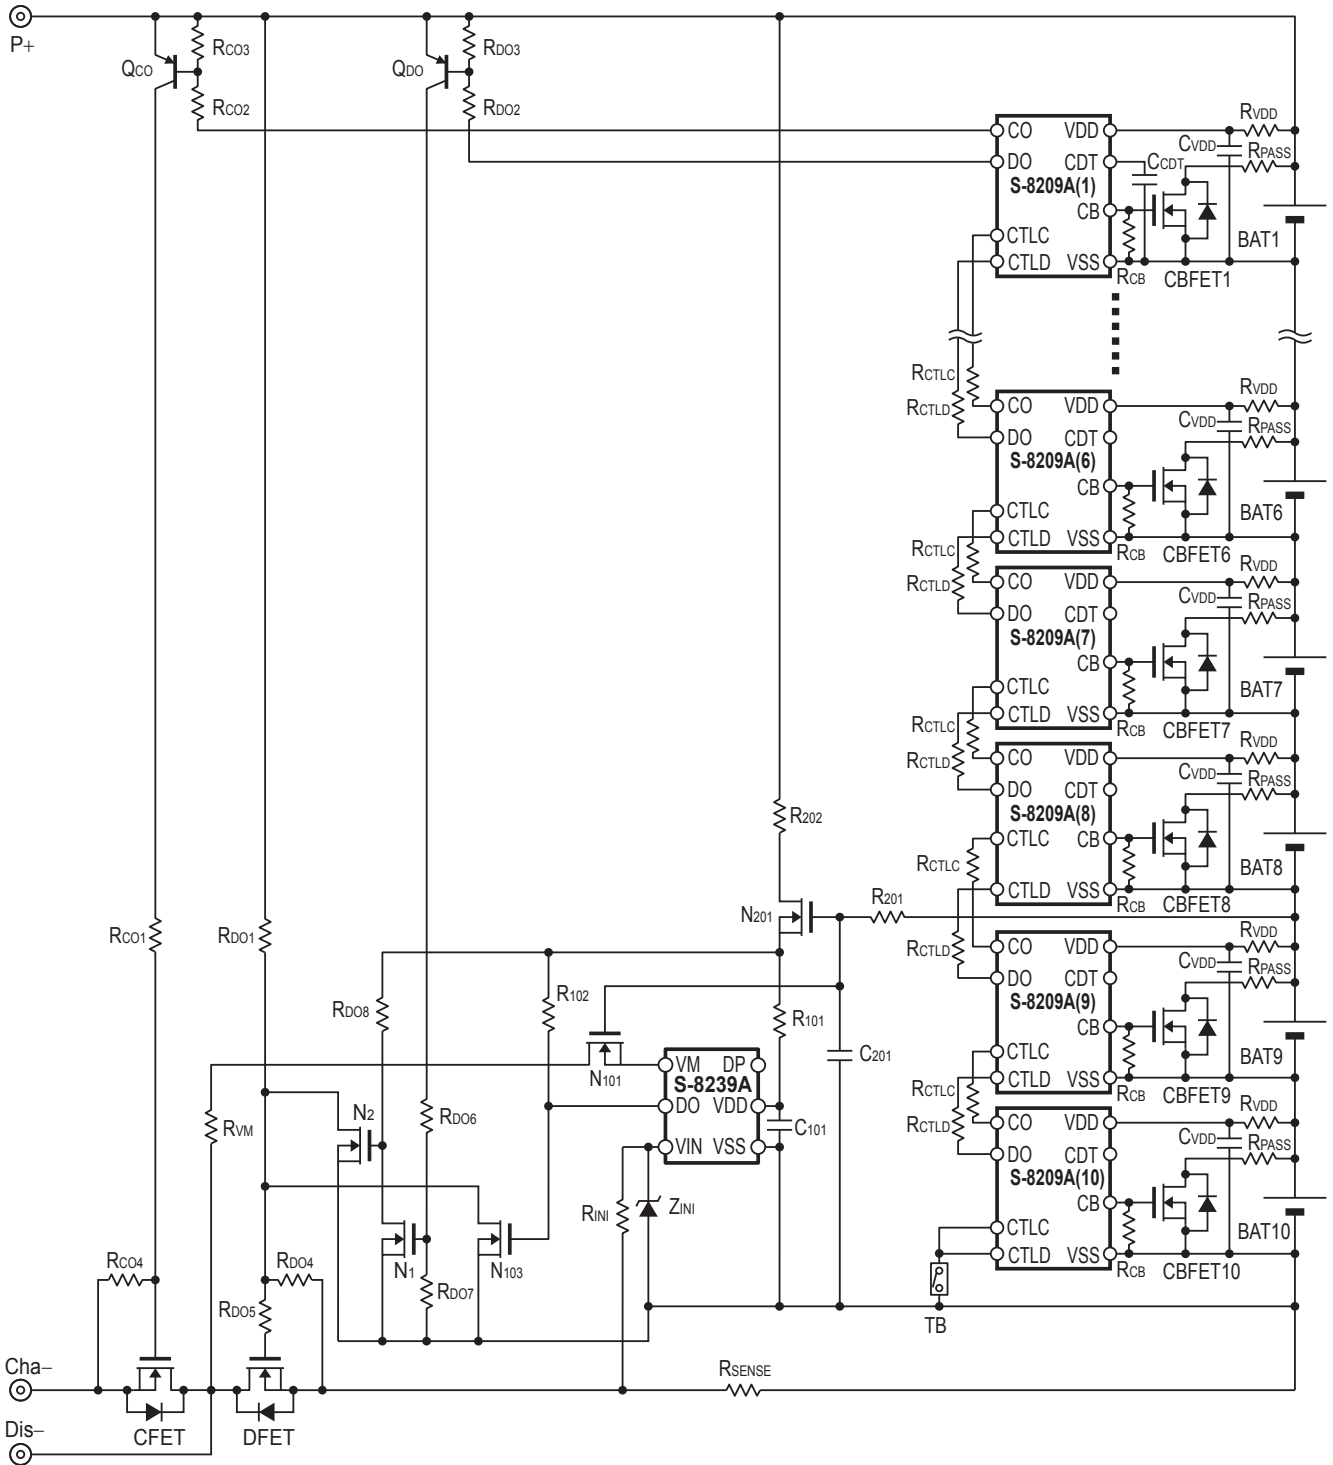 P+
QCO
RCO3
RCO2
QDO
RDO3
RDO2
CO
VDD
DO
CDT
S-8209A(1)
CB
CTLC
CTLD
VSS
RVDD
CVDD
RPASS
CCDT
BAT1
RCB
CBFET1
RCTLC
RCTLD
CO
VDD
DO
CDT
S-8209A(6)
CB
CTLC
CTLD
VSS
RVDD
CVDD
RPASS
BAT6
RCB
CBFET6
RCTLC
RCTLD
CO
VDD
DO
CDT
S-8209A(7)
CB
CTLC
CTLD
VSS
RVDD
CVDD
RPASS
BAT7
RCB
CBFET7
RCTLC
RCTLD
CO
VDD
DO
CDT
S-8209A(8)
CB
CTLC
CTLD
VSS
RVDD
CVDD
RPASS
BAT8
RCB
CBFET8
R202
R201
N201
RCTLC
RCTLD
CO
VDD
DO
CDT
S-8209A(9)
CB
CTLC
CTLD
VSS
RVDD
CVDD
RPASS
BAT9
RCB
CBFET9
RCO1
RDO1
RDO8
R102
R101
C201
N101
VM
DP
S-8239A
DO
VDD
VIN
VSS
C101
RVM
N2
RDO6
RINI
ZINI
N1
N103
RDO7
RCTLC
RCTLD
CO
VDD
DO
CDT
S-8209A(10)
CB
CTLC
CTLD
VSS
RVDD
CVDD
RPASS
BAT10
RCB
CBFET10
TB
RCO4
RDO4
RDO5
RSENSE
Cha−
Dis−
CFET
DFET